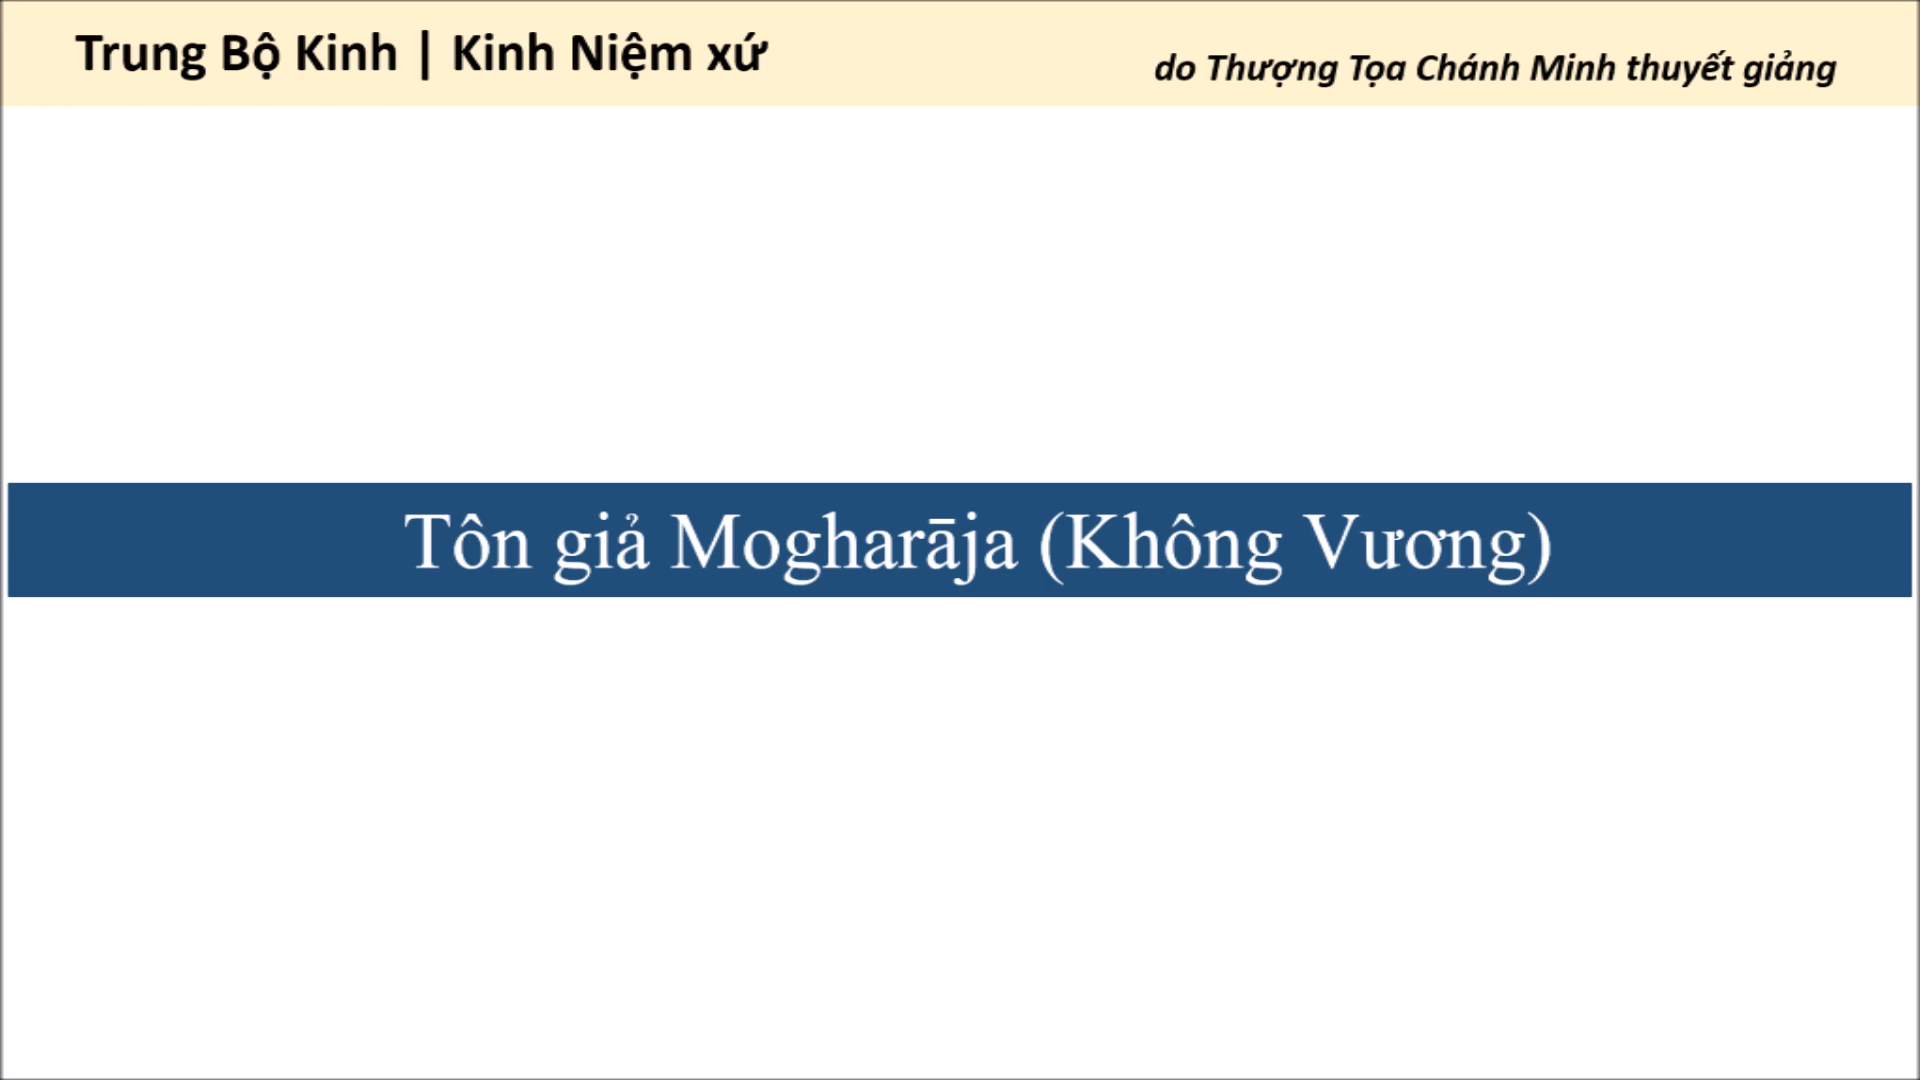 Trung Bộ Kinh | Kinh Niệm xứ
do Thượng Tọa Chánh Minh thuyết giảng
Tôn giả Mogharāja (Không Vương)